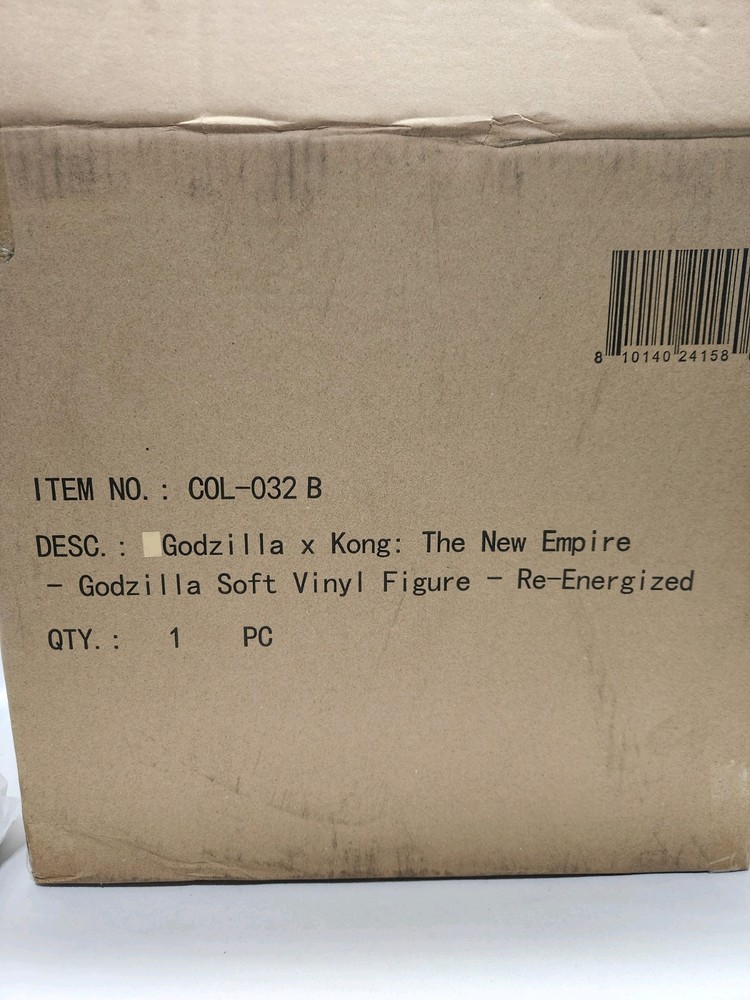 8 10140 24158
ITEM NO.: COL-032 B
DESC.: Godzilla x Kong: The New Empire
- Godzilla Soft Vinyl Figure - Re-Energized
QTY.: 1 PC